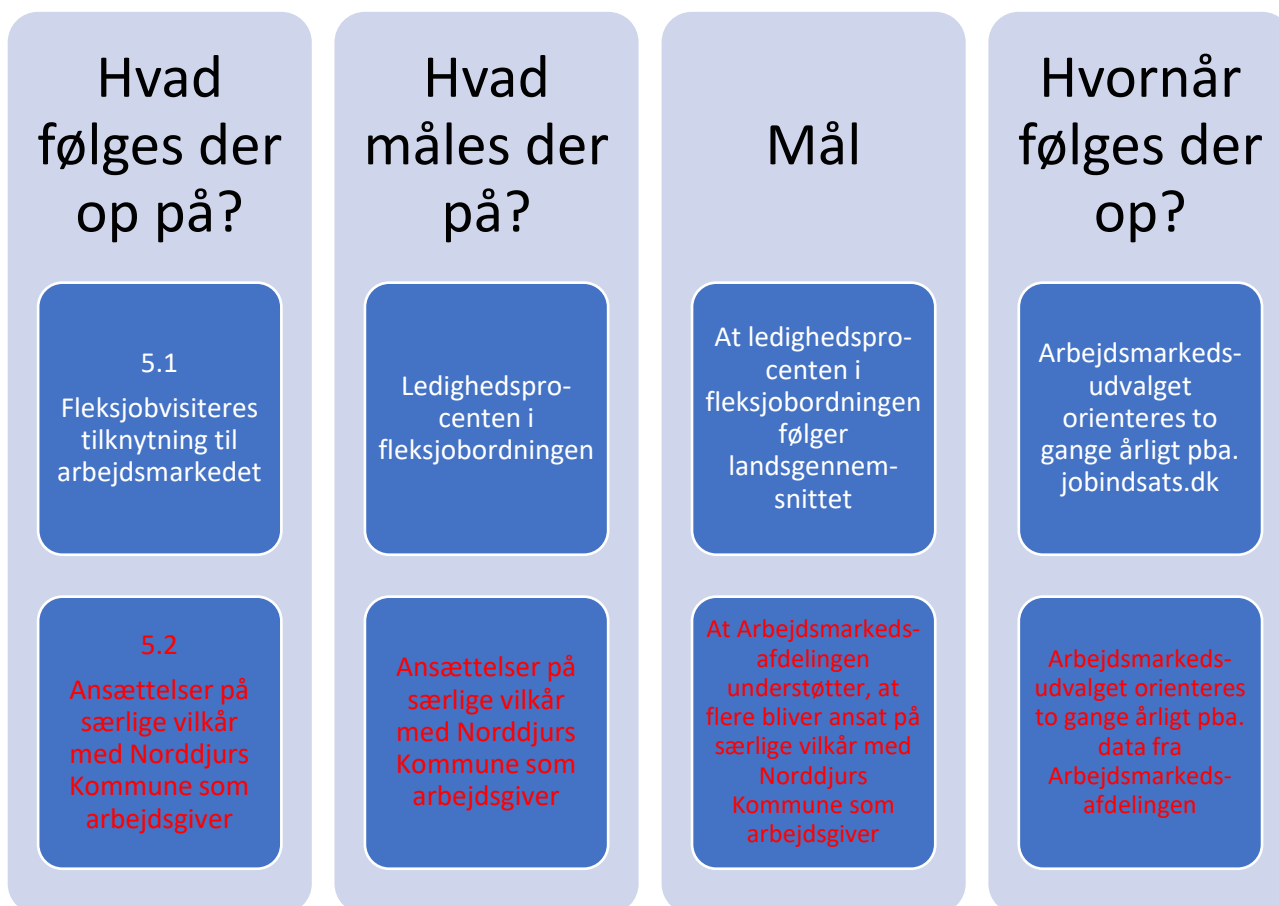 Hvad
følges der
op på?
Hvad
måles der
på?
Mål
Hvornår
følges der
op?
5.1
Fleksjobvisiteres
tilknytning til
arbejdsmarkedet
Ledighedspro-
centen i
fleksjobordningen
At ledighedspro-
centen i
fleksjobordningen
følger
landsgennem-
snittet
Arbejdsmarkeds-
udvalget
orienteres to
gange årligt pba.
jobindsats.dk
5.2
Ansættelser på
særlige vilkår
med Norddjurs
Kommune som
arbejdsgiver
Ansættelser på
særlige vilkår
med Norddjurs
Kommune som
arbejdsgiver
At Arbejdsmarkeds-
afdelingen
understøtter, at
flere bliver ansat på
særlige vilkår med
Norddjurs
Kommune som
arbejdsgiver
Arbejdsmarkeds-
udvalget orienteres
to gange årligt pba.
data fra
Arbejdsmarkeds-
afdelingen